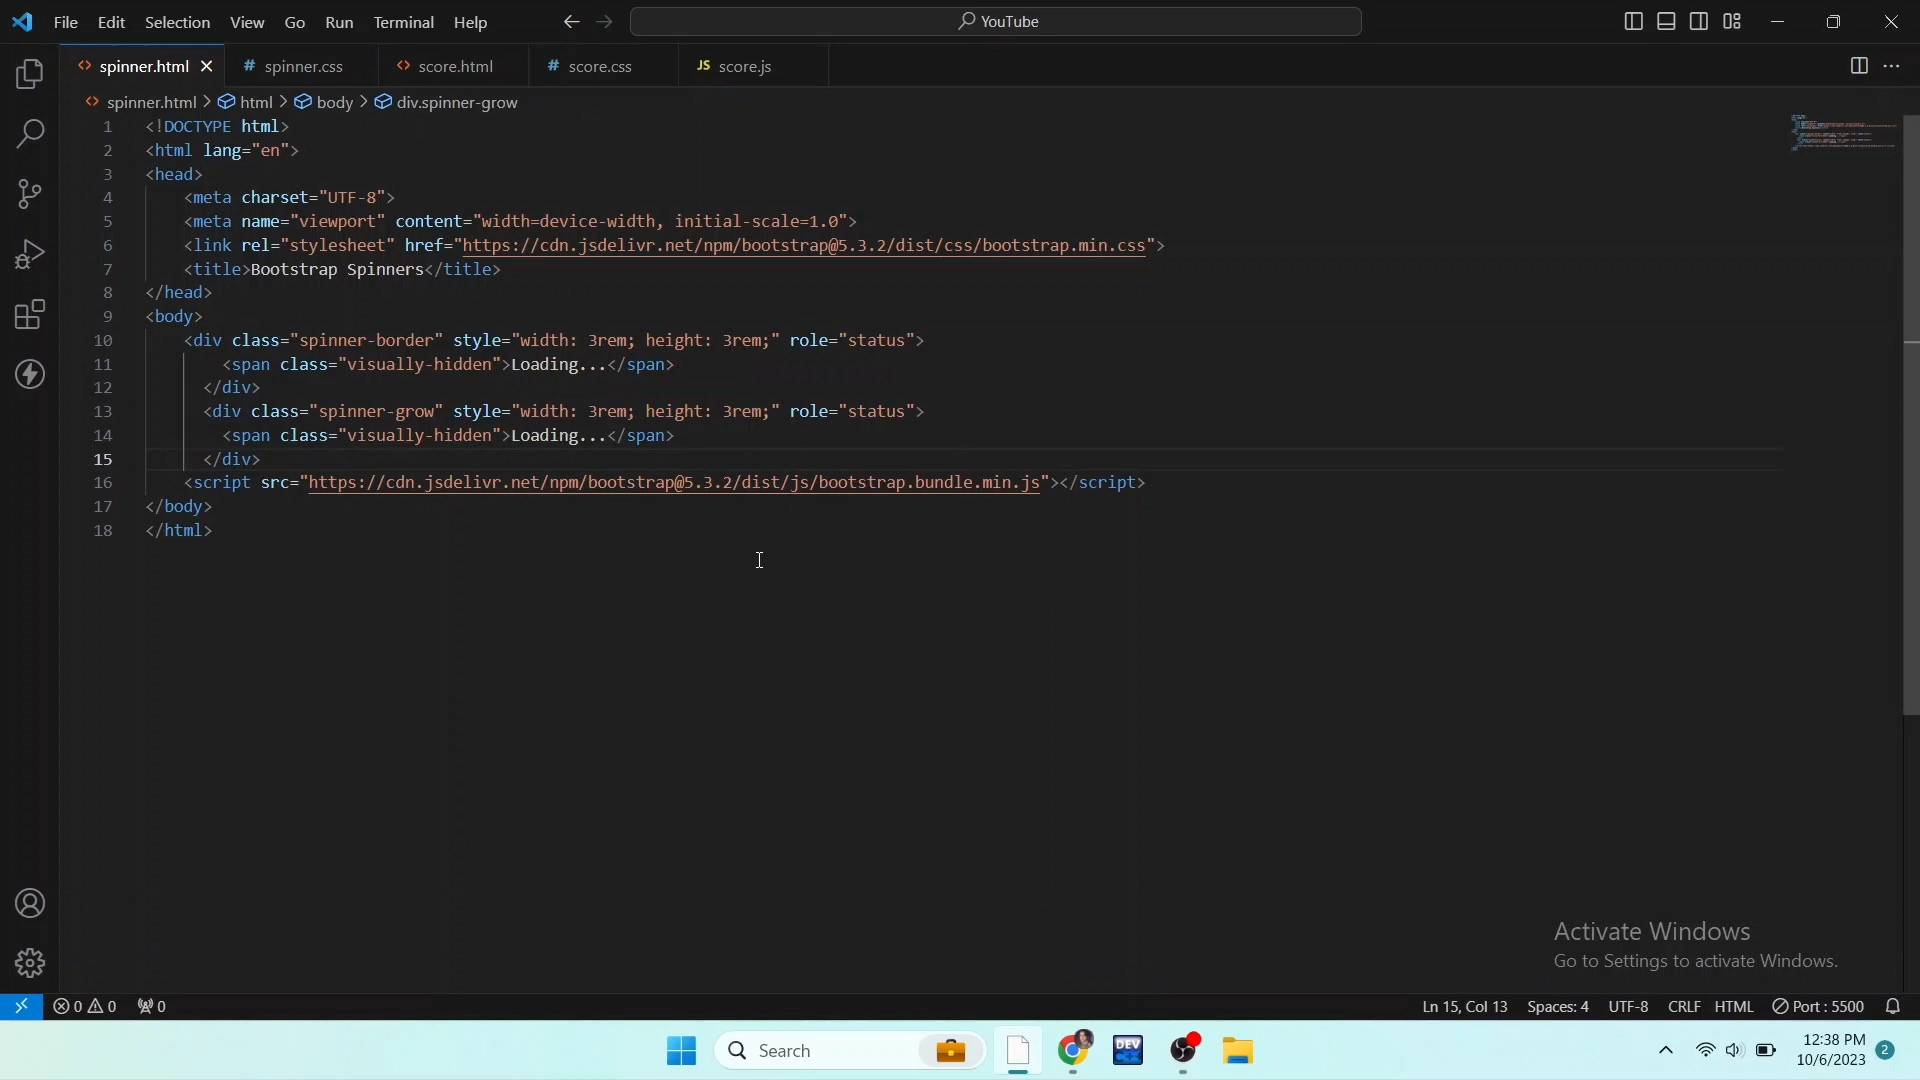 File Edit Selection View Go Run Terminal Help YouTube
spinner.html # spinner.css score.html # score.css JS score.js
spinner.html > html > body > div.spinner-grow
1 <!DOCTYPE html>
2 <html lang="en">
3 <head>
4 <meta charset="UTF-8">
5 <meta name="viewport" content="width=device-width, initial-scale=1.0">
6 <link rel="stylesheet" href="https://cdn.jsdelivr.net/npm/bootstrap@5.3.2/dist/css/bootstrap.min.css">
7 <title>Bootstrap Spinners</title>
8 </head>
9 <body>
10 <div class="spinner-border" style="width: 3rem; height: 3rem;" role="status">
11 <span class="visually-hidden">Loading...</span>
12 </div>
13 <div class="spinner-grow" style="width: 3rem; height: 3rem;" role="status">
14 <span class="visually-hidden">Loading...</span>
15 </div>
16 <script src="https://cdn.jsdelivr.net/npm/bootstrap@5.3.2/dist/js/bootstrap.bundle.min.js"></script>
17 </body>
18 </html>
Activate Windows
Go to Settings to activate Windows.
0 0 0 Ln 15, Col 13 Spaces: 4 UTF-8 CRLF HTML Port : 5500
Search DEV 12:38 PM
10/6/2023 2